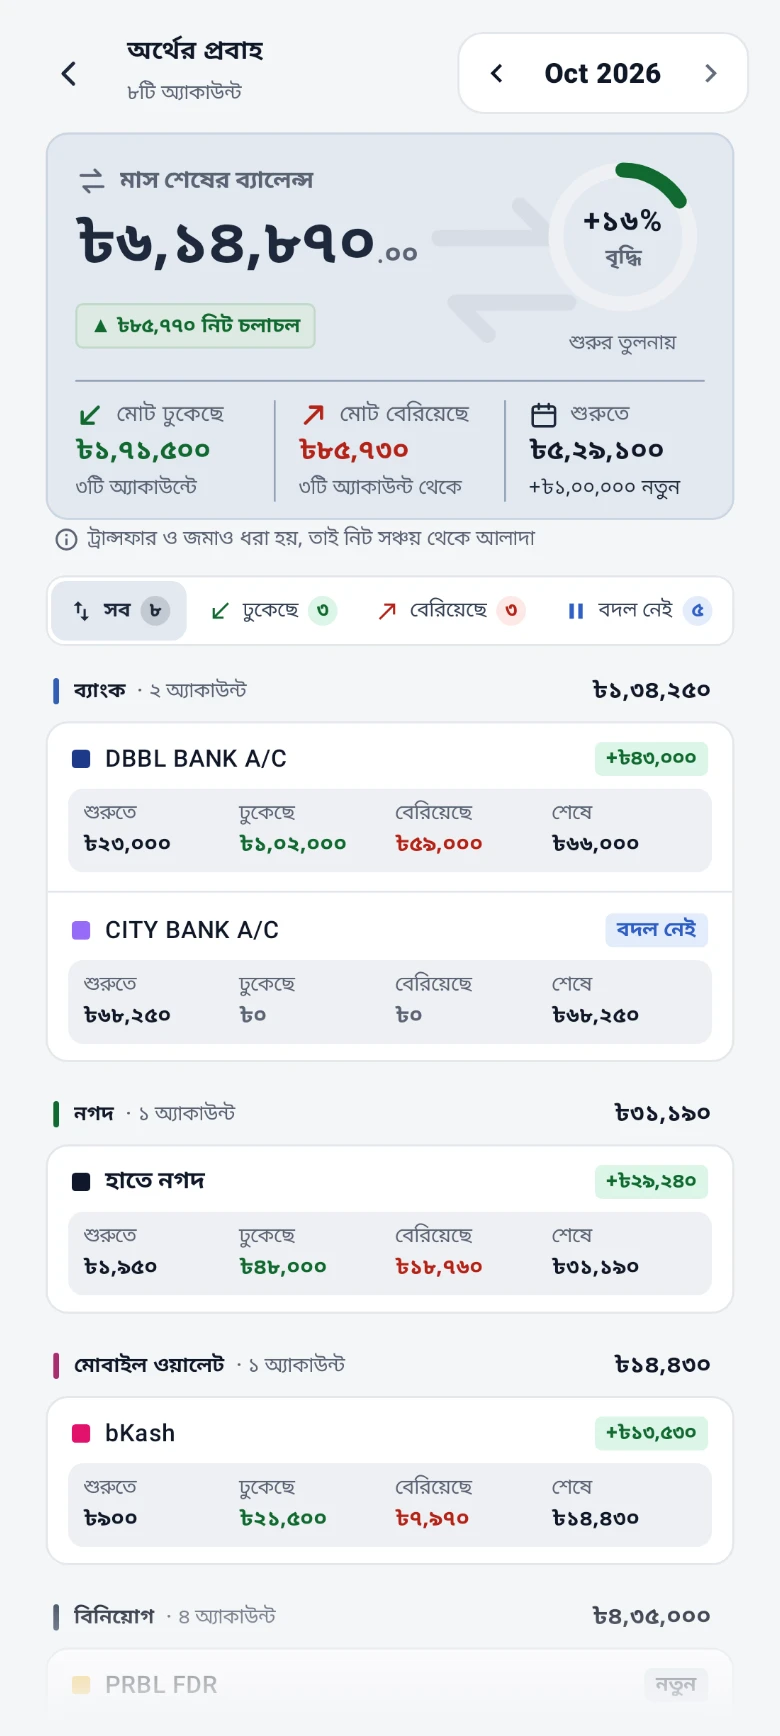 অর্থের প্রবাহ
৮টি অ্যাকাউন্ট
Oct 2026
মাস শেষের ব্যালেন্স
৳৬,১৪,৮৭০.০০
▲ ৳৮৫,৭৭০ নিট চলাচল
+১৬%
বৃদ্ধি
শুরুর তুলনায়
মোট ঢুকেছে
৳১,৭১,৫০০
৩টি অ্যাকাউন্টে
মোট বেরিয়েছে
৳৮৫,৭৩০
৩টি অ্যাকাউন্ট থেকে
শুরুতে
৳৫,২৯,১০০
+৳১,০০,০০০ নতুন
ট্রান্সফার ও জমাও ধরা হয়, তাই নিট সঞ্চয় থেকে আলাদা
সব ৮ ঢুকেছে ৩ বেরিয়েছে ৩ বদল নেই ৫
ব্যাংক · ২ অ্যাকাউন্ট ৳১,৩৪,২৫০
DBBL BANK A/C +৳৪৩,০০০
শুরুতে ঢুকেছে বেরিয়েছে শেষে
৳২৩,০০০ ৳১,০২,০০০ ৳৫৯,০০০ ৳৬৬,০০০
CITY BANK A/C বদল নেই
শুরুতে ঢুকেছে বেরিয়েছে শেষে
৳৬৮,২৫০ ৳০ ৳০ ৳৬৮,২৫০
নগদ · ১ অ্যাকাউন্ট ৳৩১,১৯০
হাতে নগদ +৳২৯,২৪০
শুরুতে ঢুকেছে বেরিয়েছে শেষে
৳১,৯৫০ ৳৪৮,০০০ ৳১৮,৭৬০ ৳৩১,১৯০
মোবাইল ওয়ালেট · ১ অ্যাকাউন্ট ৳১৪,৪৩০
bKash +৳১৩,৫৩০
শুরুতে ঢুকেছে বেরিয়েছে শেষে
৳৯০০ ৳২১,৫০০ ৳৭,৯৭০ ৳১৪,৪৩০
বিনিয়োগ · ৪ অ্যাকাউন্ট ৳৪,৩৫,০০০
PRBL FDR নতুন